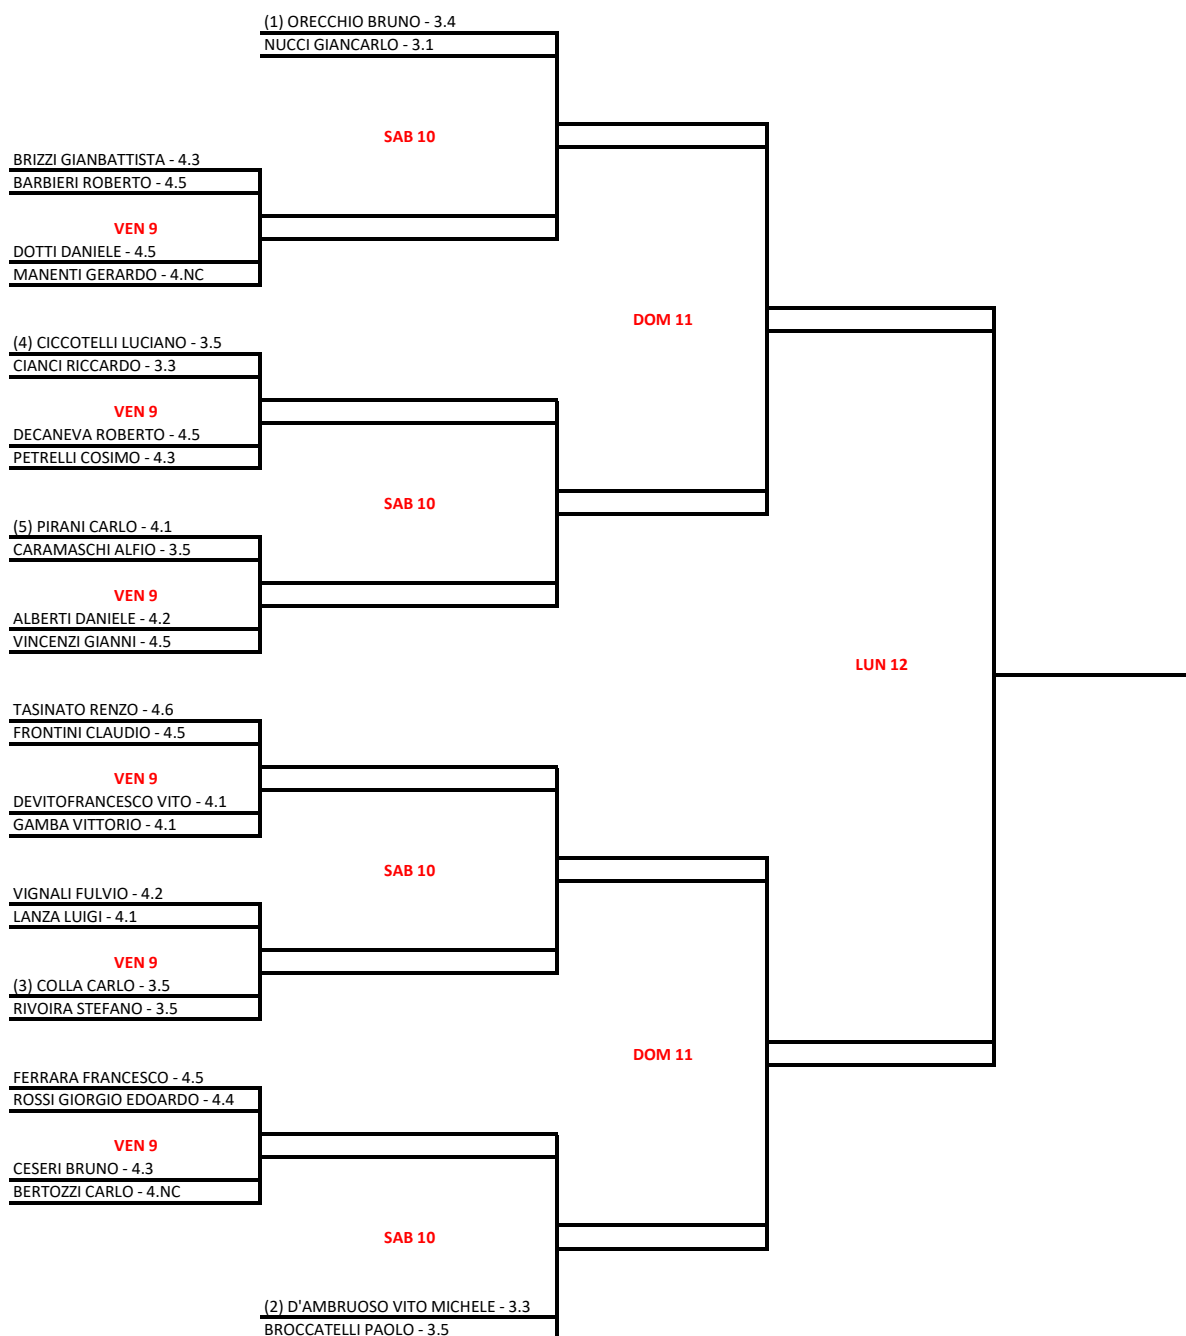 (1) ORECCHIO BRUNO - 3.4
NUCCI GIANCARLO - 3.1
SAB 10
BRIZZI GIANBATTISTA - 4.3
BARBIERI ROBERTO - 4.5
VEN 9
DOTTI DANIELE - 4.5
MANENTI GERARDO - 4.NC
DOM 11
(4) CICCOTELLI LUCIANO - 3.5
CIANCI RICCARDO - 3.3
VEN 9
DECANEVA ROBERTO - 4.5
PETRELLI COSIMO - 4.3
SAB 10
(5) PIRANI CARLO - 4.1
CARAMASCHI ALFIO - 3.5
VEN 9
ALBERTI DANIELE - 4.2
VINCENZI GIANNI - 4.5
LUN 12
TASINATO RENZO - 4.6
FRONTINI CLAUDIO - 4.5
VEN 9
DEVITOFRANCESCO VITO - 4.1
GAMBA VITTORIO - 4.1
SAB 10
VIGNALI FULVIO - 4.2
LANZA LUIGI - 4.1
VEN 9
(3) COLLA CARLO - 3.5
RIVOIRA STEFANO - 3.5
DOM 11
FERRARA FRANCESCO - 4.5
ROSSI GIORGIO EDOARDO - 4.4
VEN 9
CESERI BRUNO - 4.3
BERTOZZI CARLO - 4.NC
SAB 10
(2) D'AMBRUOSO VITO MICHELE - 3.3
BROCCATELLI PAOLO - 3.5